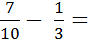 7/10 − 1/3 =